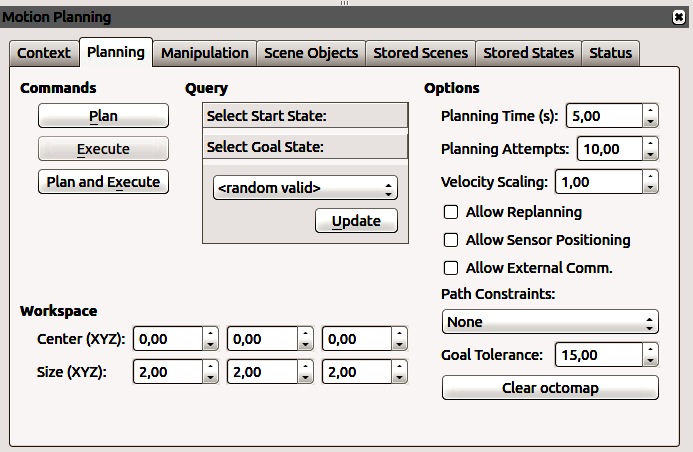 Motion Planning
Context Planning Manipulation Scene Objects Stored Scenes Stored States Status
Commands
Plan
Execute
Plan and Execute
Query
Select Start State:
Select Goal State:
<random valid>
Update
Options
Planning Time (s): 5,00
Planning Attempts: 10,00
Velocity Scaling: 1,00
Allow Replanning
Allow Sensor Positioning
Allow External Comm.
Path Constraints:
None
Goal Tolerance: 15,00
Clear octomap
Workspace
Center (XYZ): 0,00 0,00 0,00
Size (XYZ): 2,00 2,00 2,00